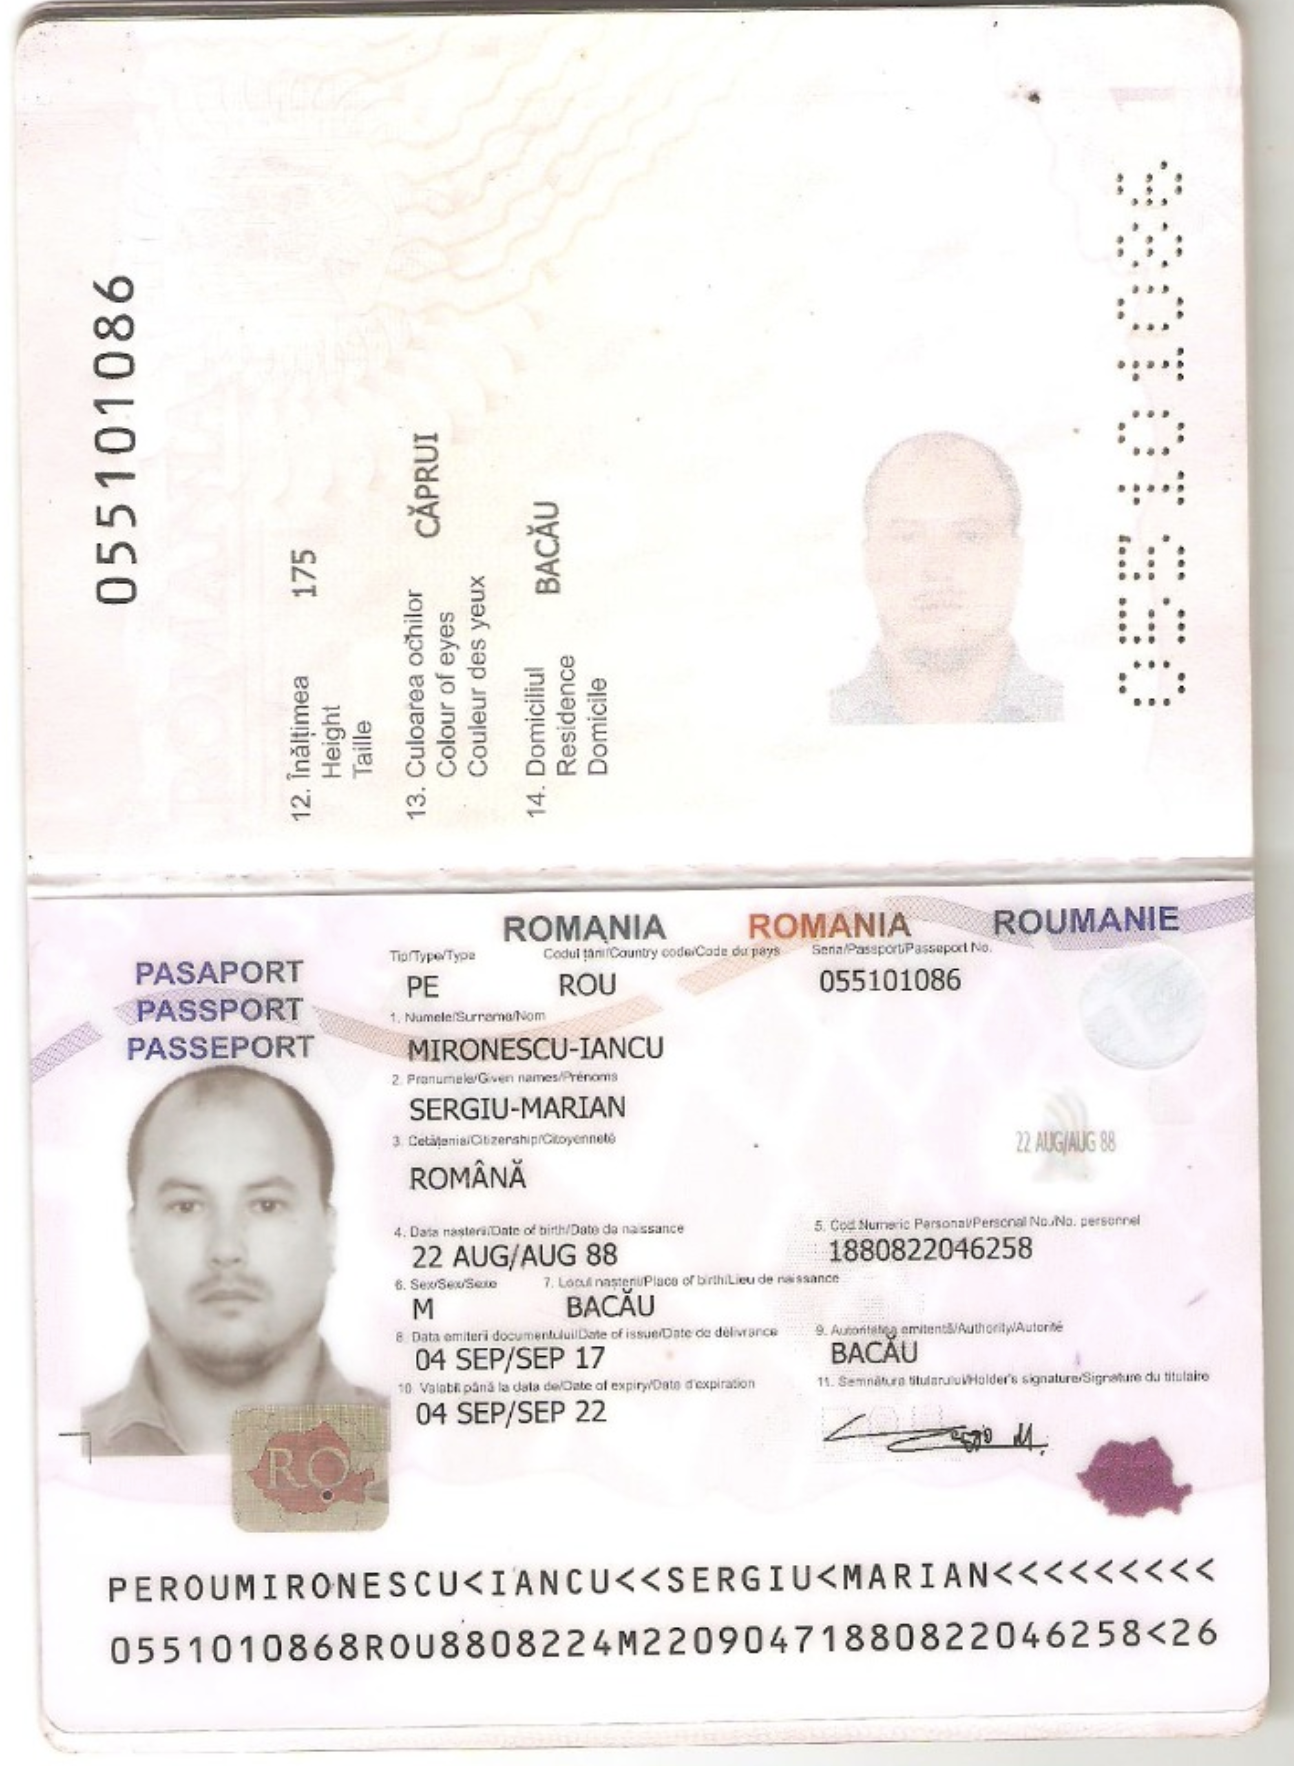 055101086
12. Înălțimea 175
Height
Taille
13. Culoarea ochilor CĂPRUI
Colour of eyes
Couleur des yeux
14. Domiciliul BACĂU
Residence
Domicile
055101086
ROMANIA ROMANIA ROUMANIE
PASAPORT
PASSPORT
PASSEPORT
Tip/Type/Type Codul țării/Country code/Code du pays Seria/Passport/Passeport No.
PE ROU 055101086
1. Numele/Surname/Nom
MIRONESCU-IANCU
2. Prenumele/Given names/Prénoms
SERGIU-MARIAN
3. Cetățenia/Citizenship/Citoyenneté
ROMÂNĂ
22 AUG/AUG 88
4. Data nașterii/Date of birth/Date de naissance 5. Cod Numeric Personal/Personal No./No. personnel
22 AUG/AUG 88 1880822046258
6. Sex/Sex/Sexe 7. Locul nașterii/Place of birth/Lieu de naissance
M BACĂU
8. Data emiterii documentului/Date of issue/Date de délivrance 9. Autoritatea emitentă/Authority/Autorité
04 SEP/SEP 17 BACĂU
10. Valabil până la data de/Date of expiry/Date d'expiration 11. Semnătura titularului/Holder's signature/Signature du titulaire
04 SEP/SEP 22
RO
PEROUMIRONESCU<IANCU<<SERGIU<MARIAN<<<<<<<<<
0551010868ROU8808224M22090471880822046258<26